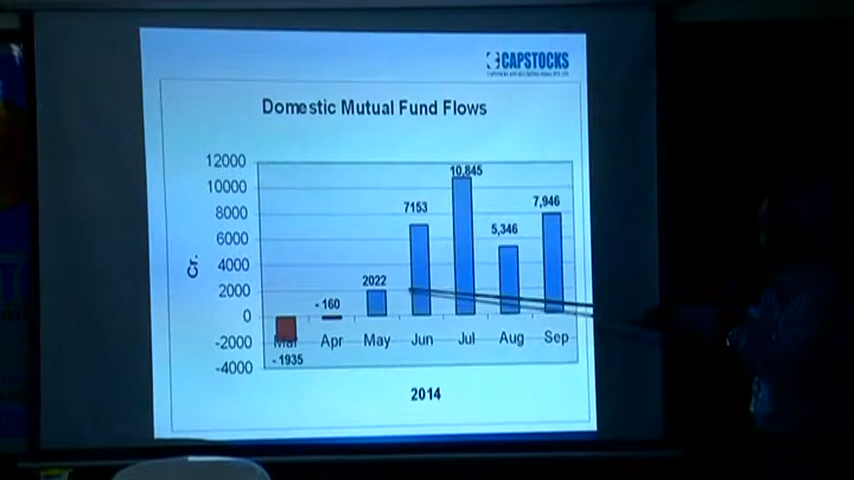 CAPSTOCKS
Domestic Mutual Fund Flows
12000
10000
8000
6000
4000
2000
0
-2000
-4000
Cr.
- 1935
- 160
2022
7153
10,845
5,346
7,946
Mar
Apr
May
Jun
Jul
Aug
Sep
2014